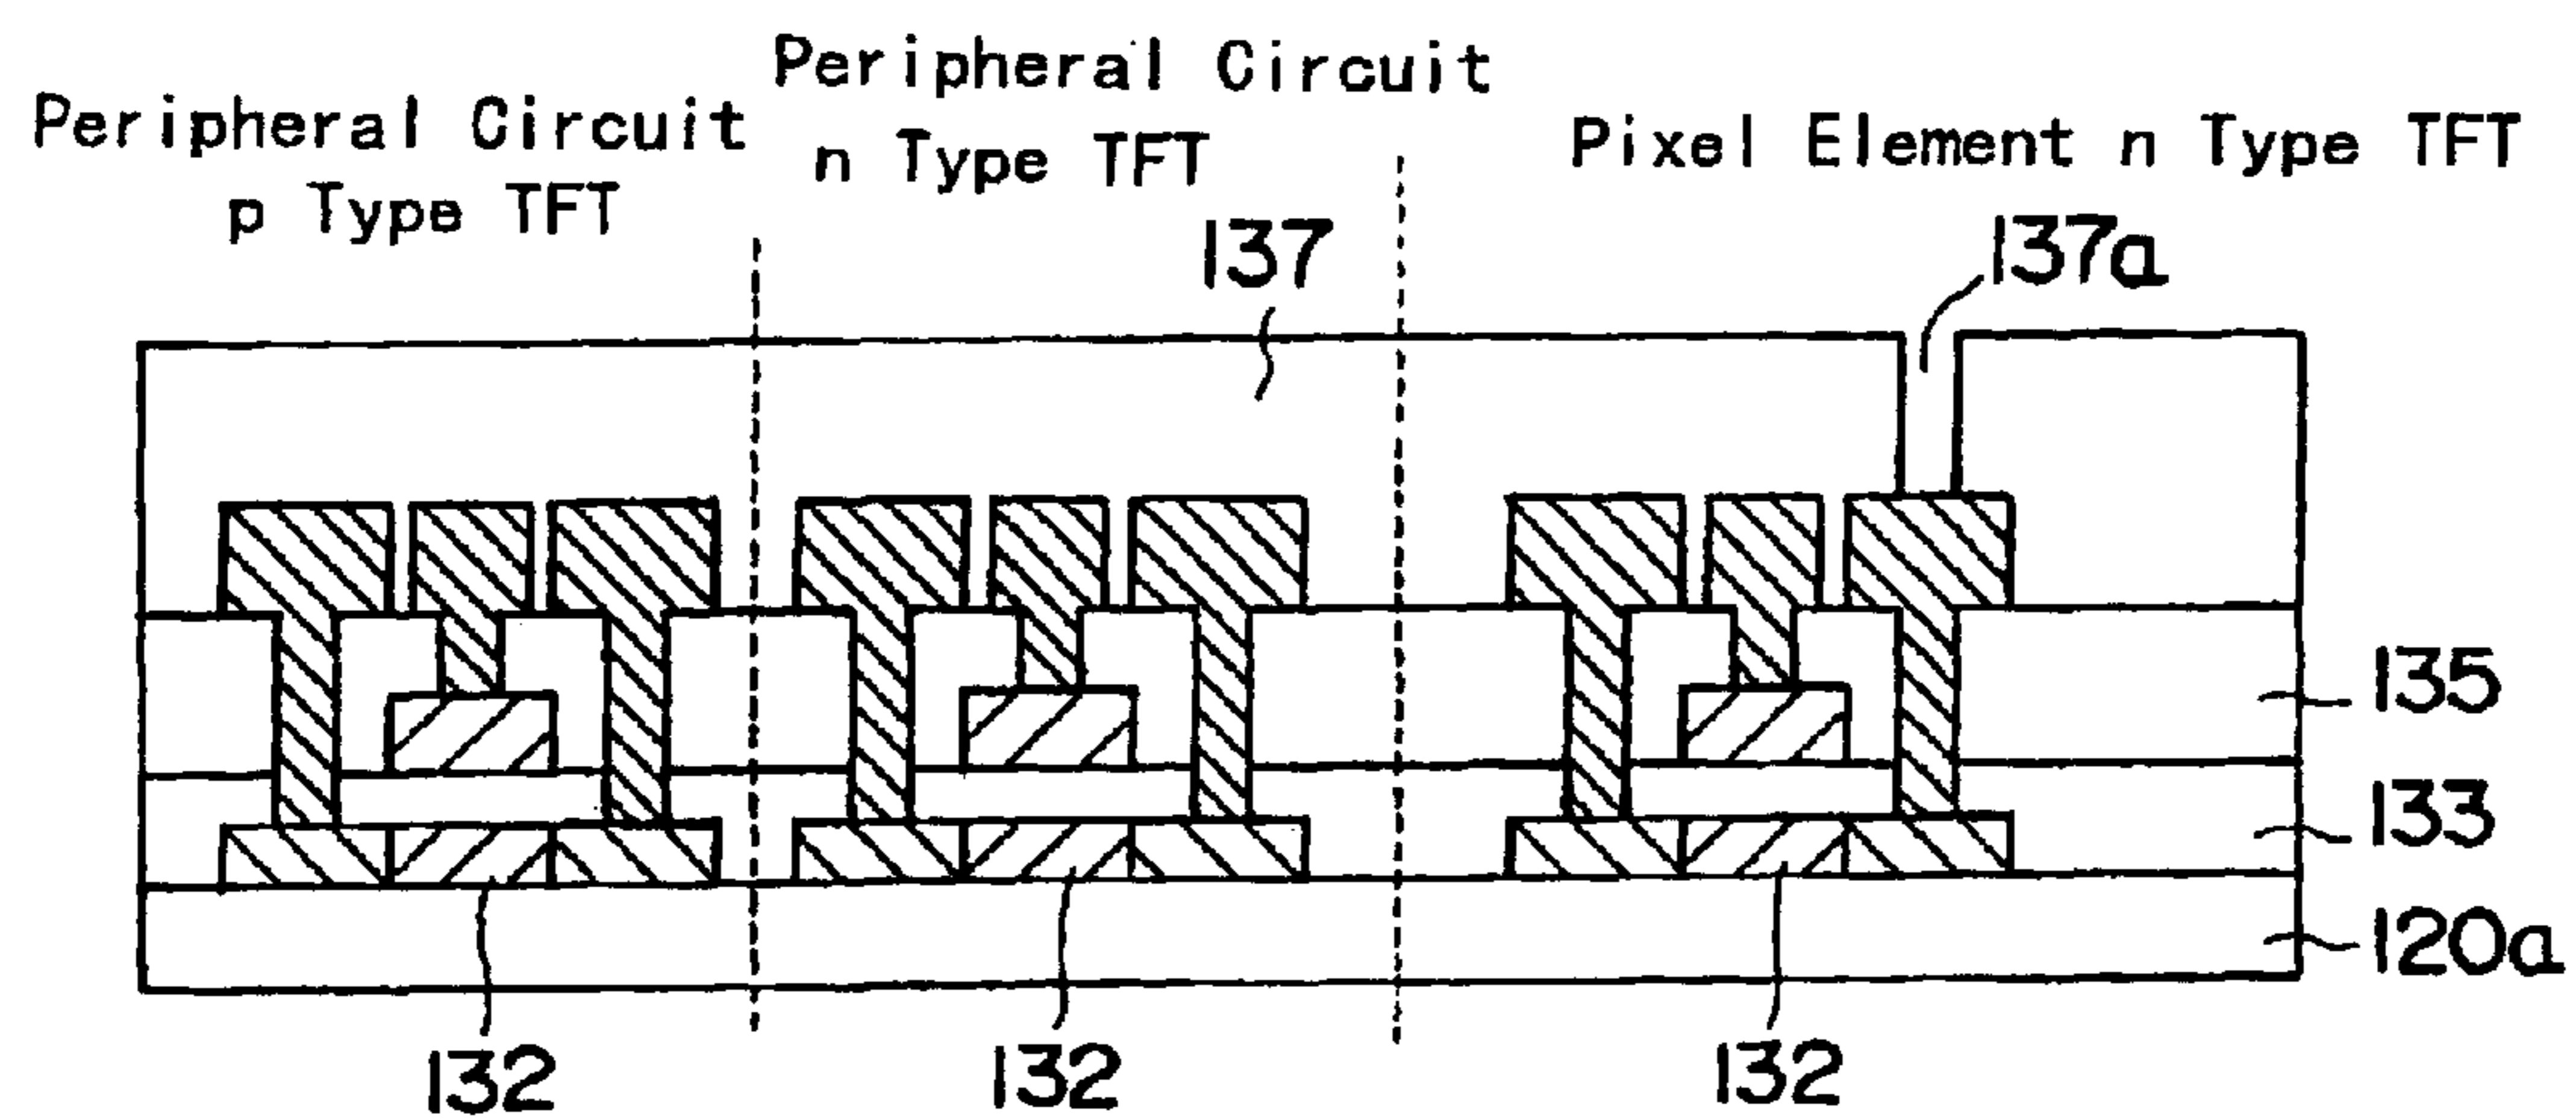 Peripheral Circuit
p Type TFT
Peripheral Circuit
n Type TFT
Pixel Element n Type TFT
137
137a
135
133
120a
132
132
132